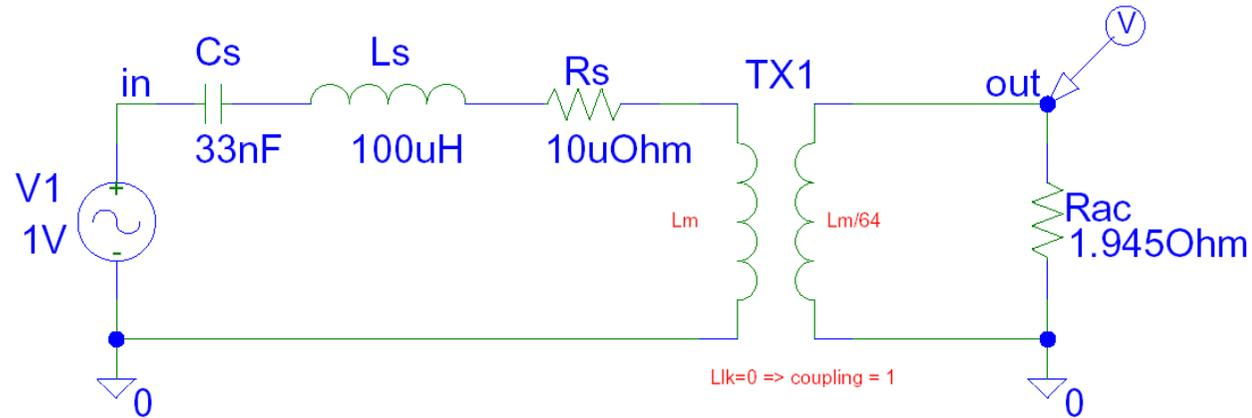 V
Cs
Ls
Rs
TX1
in
out
33nF
100uH
10uOhm
V1
1V
+
-
Lm
Lm/64
Rac
1.945Ohm
Llk=0 => coupling = 1
0
0